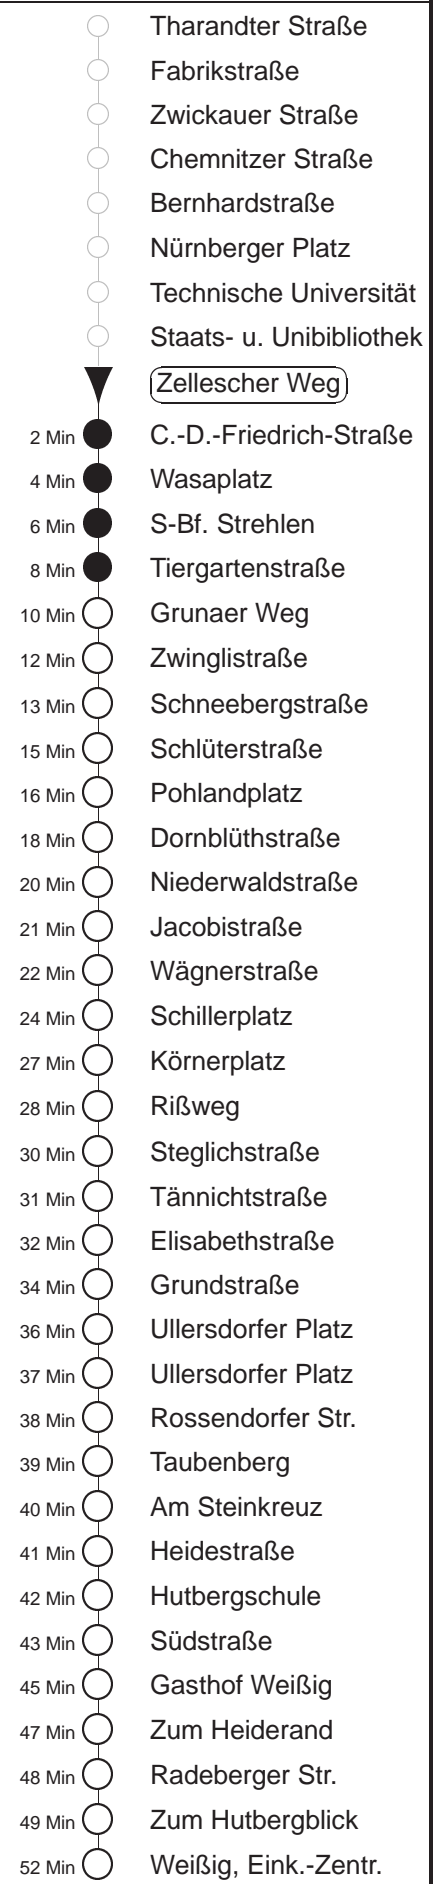 Tharandter Straße
Fabrikstraße
Zwickauer Straße
Chemnitzer Straße
Bernhardstraße
Nürnberger Platz
Technische Universität
Staats- u. Unibibliothek
Zellescher Weg
2 Min C.-D.-Friedrich-Straße
4 Min Wasaplatz
6 Min S-Bf. Strehlen
8 Min Tiergartenstraße
10 Min Grunaer Weg
12 Min Zwinglistraße
13 Min Schneebergstraße
15 Min Schlüterstraße
16 Min Pohlandplatz
18 Min Dornblüthstraße
20 Min Niederwaldstraße
21 Min Jacobistraße
22 Min Wägnerstraße
24 Min Schillerplatz
27 Min Körnerplatz
28 Min Rißweg
30 Min Steglichstraße
31 Min Tännichtstraße
32 Min Elisabethstraße
34 Min Grundstraße
36 Min Ullersdorfer Platz
37 Min Ullersdorfer Platz
38 Min Rossendorfer Str.
39 Min Taubenberg
40 Min Am Steinkreuz
41 Min Heidestraße
42 Min Hutbergschule
43 Min Südstraße
45 Min Gasthof Weißig
47 Min Zum Heiderand
48 Min Radeberger Str.
49 Min Zum Hutbergblick
52 Min Weißig, Eink.-Zentr.